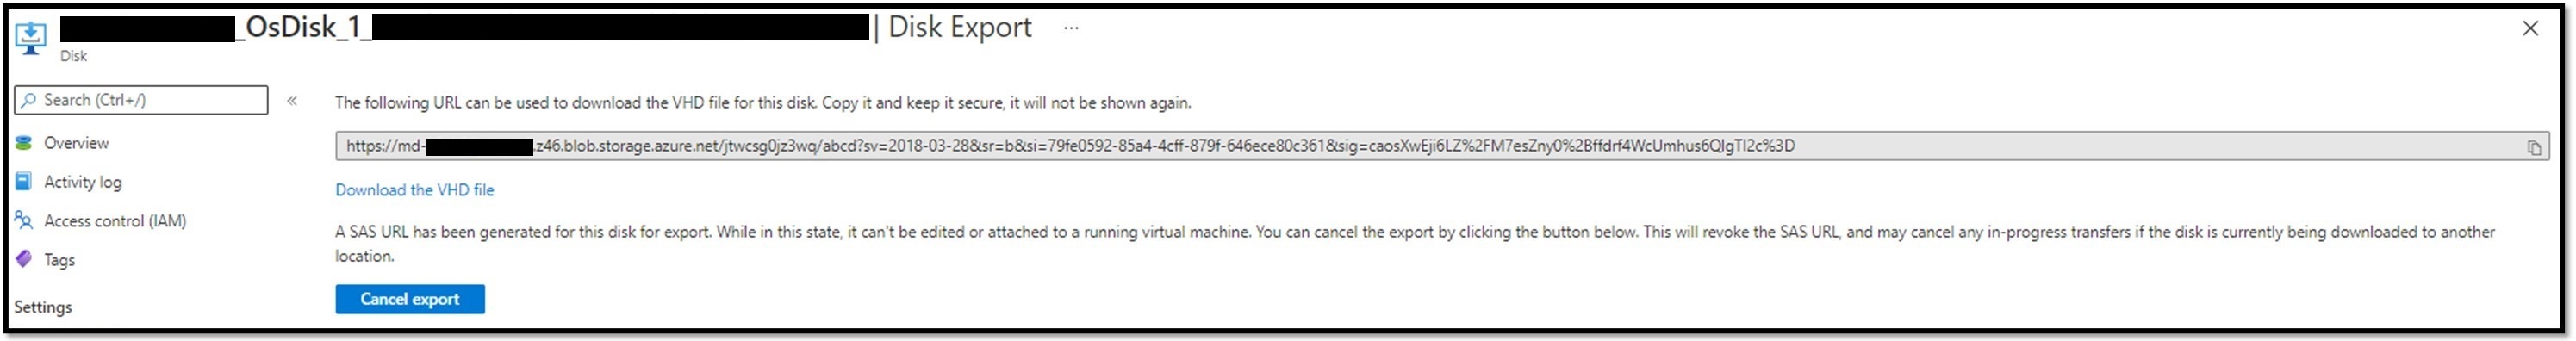 _OsDisk_1_ | Disk Export ...
Disk
Search (Ctrl+/) «
The following URL can be used to download the VHD file for this disk. Copy it and keep it secure, it will not be shown again.
https://md- .z46.blob.storage.azure.net/jtwcsg0jz3wq/abcd?sv=2018-03-28&sr=b&si=79fe0592-85a4-4cff-879f-646ece80c361&sig=caosXwEji6LZ%2FM7esZny0%2Bffdrf4WcUmhus6QIgTI2c%3D
Overview
Activity log
Access control (IAM)
Tags
Settings
Download the VHD file
A SAS URL has been generated for this disk for export. While in this state, it can't be edited or attached to a running virtual machine. You can cancel the export by clicking the button below. This will revoke the SAS URL, and may cancel any in-progress transfers if the disk is currently being downloaded to another
location.
Cancel export